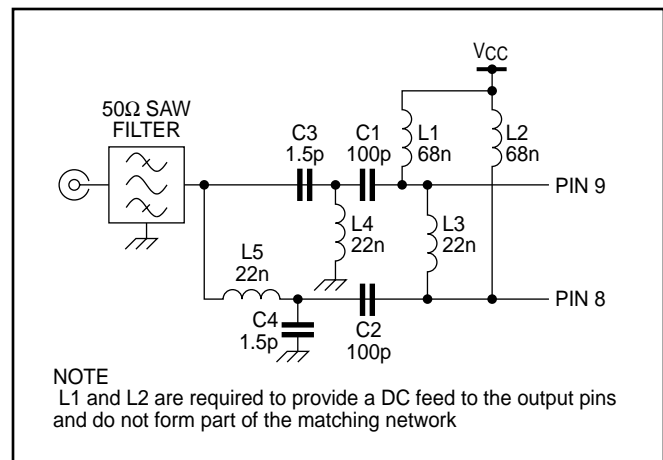 VCC
50Ω SAW
FILTER
C3
1.5p
C1
100p
L1
68n
L2
68n
PIN 9
L4
22n
L3
22n
L5
22n
PIN 8
C4
1.5p
C2
100p
NOTE
L1 and L2 are required to provide a DC feed to the output pins
and do not form part of the matching network